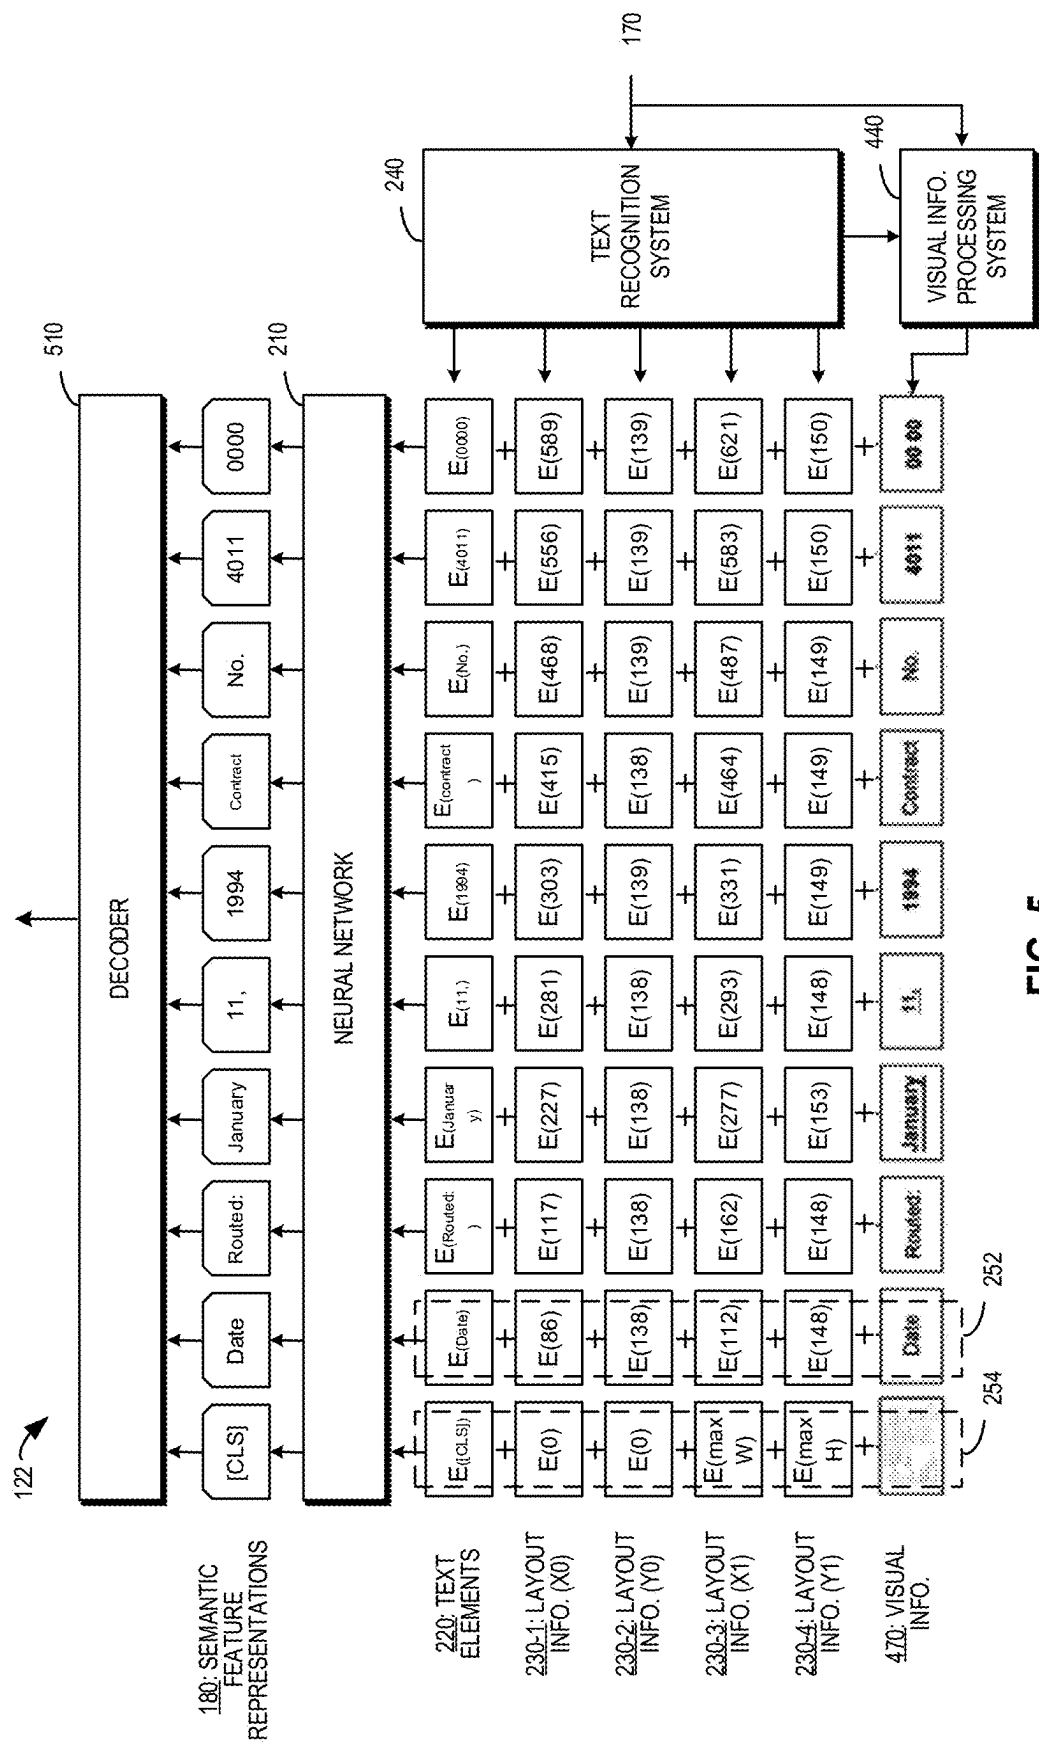 122
510
DECODER
180: SEMANTIC
FEATURE
REPRESENTATIONS
[CLS] Date Routed: January 11, 1994 Contract No. 4011 0000
210
NEURAL NETWORK
220: TEXT
ELEMENTS
E([CLS]) E(Date) E(Routed:
) E(Januar
y) E(11,) E(1994) E(contract
) E(No.) E(4011) E(0000)
+ + + + + + + + + +
230-1: LAYOUT
INFO. (X0)
E(0) E(86) E(117) E(227) E(281) E(303) E(415) E(468) E(556) E(589)
+ + + + + + + + + +
230-2: LAYOUT
INFO. (Y0)
E(0) E(138) E(138) E(138) E(138) E(139) E(138) E(139) E(139) E(139)
+ + + + + + + + + +
230-3: LAYOUT
INFO. (X1)
E(max
W) E(112) E(162) E(277) E(293) E(331) E(464) E(487) E(583) E(621)
+ + + + + + + + + +
230-4: LAYOUT
INFO. (Y1)
E(max
H) E(148) E(148) E(153) E(148) E(149) E(149) E(149) E(150) E(150)
+ + + + + + + + + +
470: VISUAL
INFO.
Date Routed: January 11, 1994 Contract No. 4011 00 00
254
252
240
TEXT
RECOGNITION
SYSTEM
440
VISUAL INFO.
PROCESSING
SYSTEM
170
FIG. 5